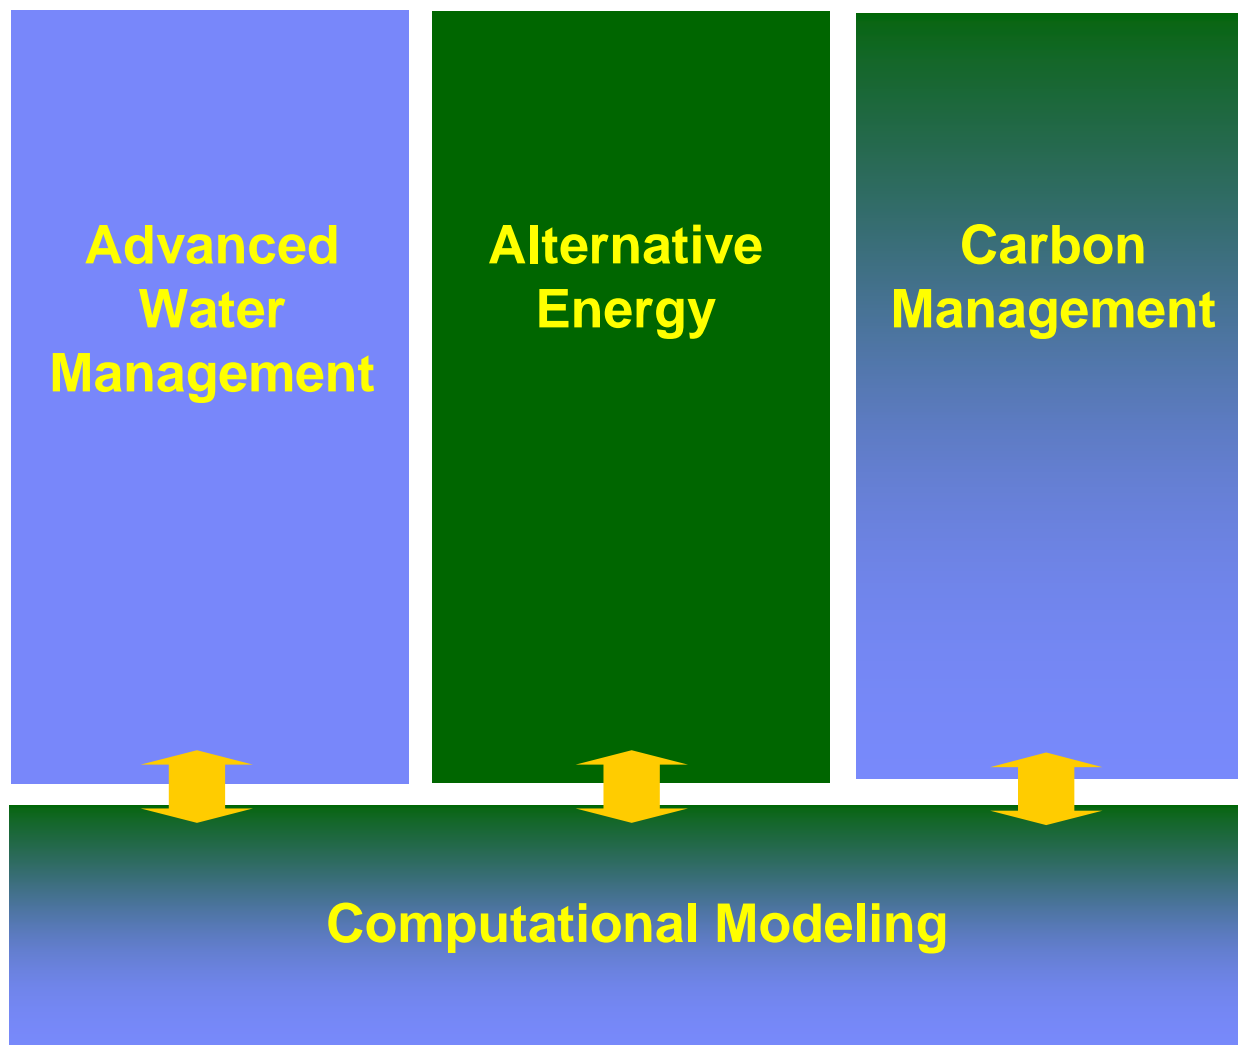 Advanced
Water
Management
Alternative
Energy
Carbon
Management
Computational Modeling